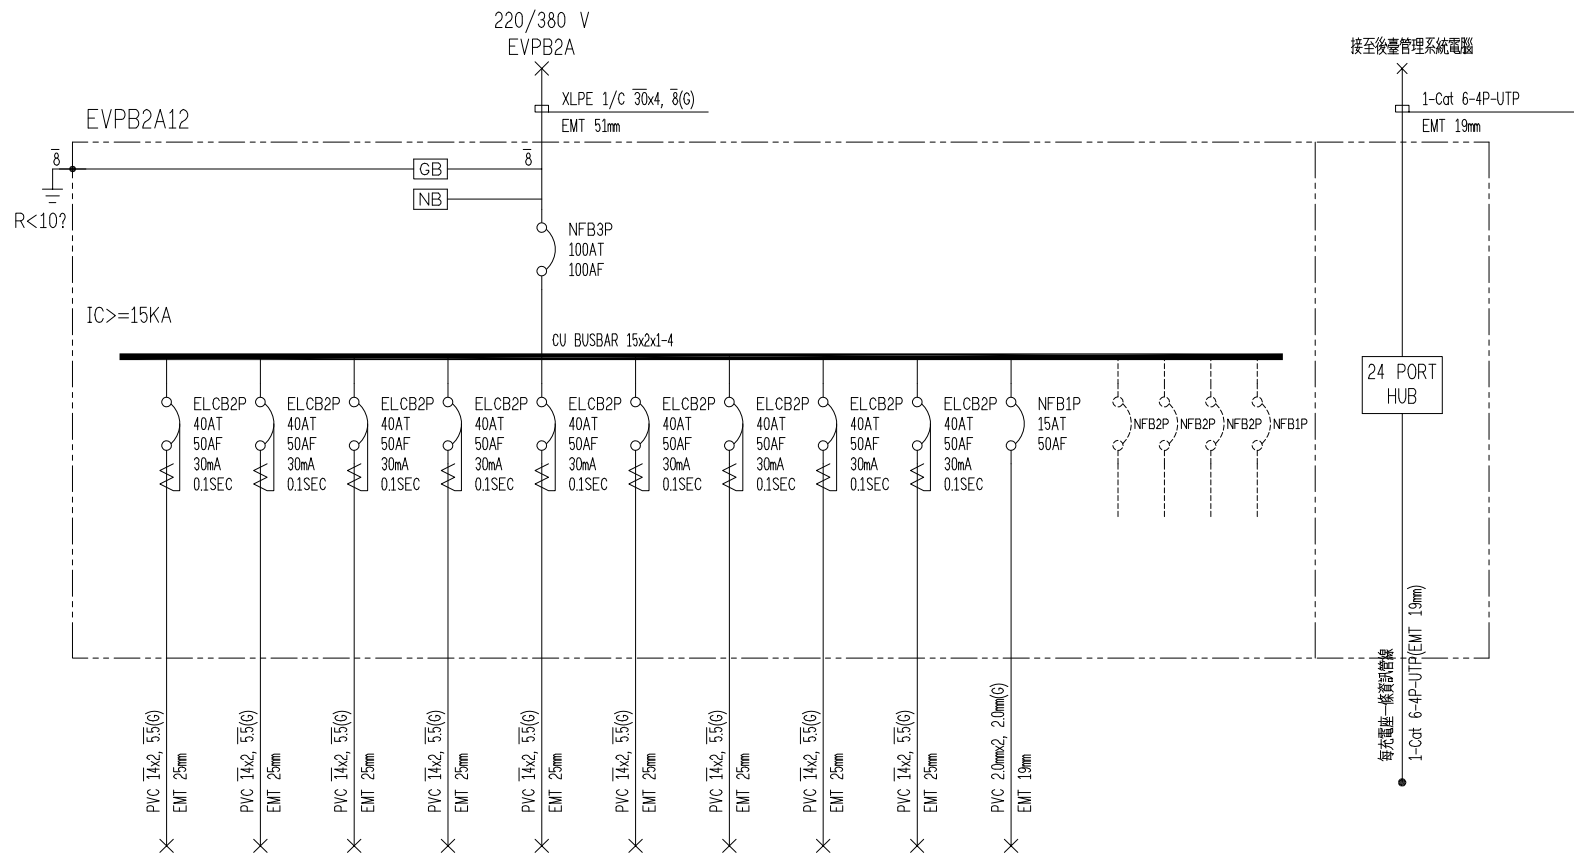 220/380 V
EVPB2A
XLPE 1/C 30x4, 8(G)
EMT 51mm
接至後臺管理系統電腦
1-Cat 6-4P-UTP
EMT 19mm
EVPB2A12
8
GB
8
NB
R<10?
NFB3P
100AT
100AF
IC>=15KA
CU BUSBAR 15x2x1-4
ELCB2P
40AT
50AF
30mA
0.1SEC
ELCB2P
40AT
50AF
30mA
0.1SEC
ELCB2P
40AT
50AF
30mA
0.1SEC
ELCB2P
40AT
50AF
30mA
0.1SEC
ELCB2P
40AT
50AF
30mA
0.1SEC
ELCB2P
40AT
50AF
30mA
0.1SEC
ELCB2P
40AT
50AF
30mA
0.1SEC
ELCB2P
40AT
50AF
30mA
0.1SEC
ELCB2P
40AT
50AF
30mA
0.1SEC
NFB1P
15AT
50AF
NFB2P
NFB2P
NFB2P
NFB1P
24 PORT
HUB
PVC 14x2, 5.5(G)
EMT 25mm
PVC 14x2, 5.5(G)
EMT 25mm
PVC 14x2, 5.5(G)
EMT 25mm
PVC 14x2, 5.5(G)
EMT 25mm
PVC 14x2, 5.5(G)
EMT 25mm
PVC 14x2, 5.5(G)
EMT 25mm
PVC 14x2, 5.5(G)
EMT 25mm
PVC 14x2, 5.5(G)
EMT 25mm
PVC 14x2, 5.5(G)
EMT 25mm
PVC 2.0mmx2, 2.0mm(G)
EMT 19mm
每充電座一條資訊管線
1-Cat 6-4P-UTP(EMT 19mm)